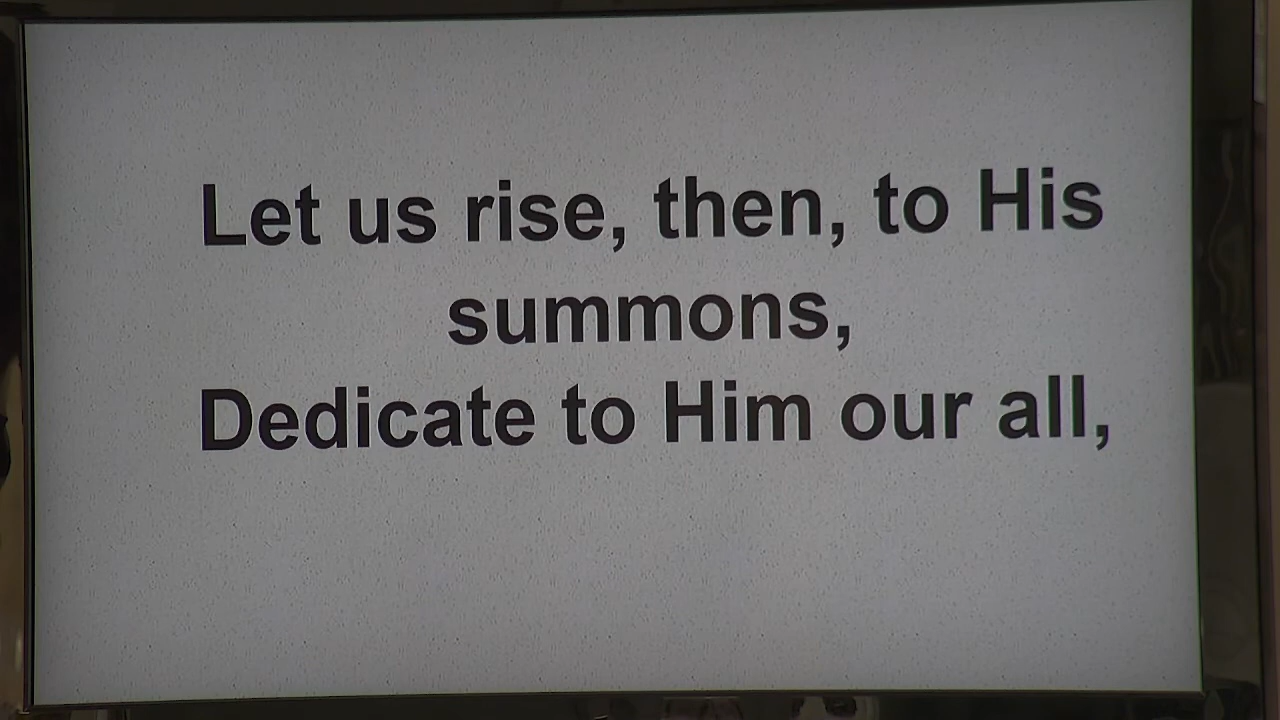 Let us rise, then, to His
summons,
Dedicate to Him our all,